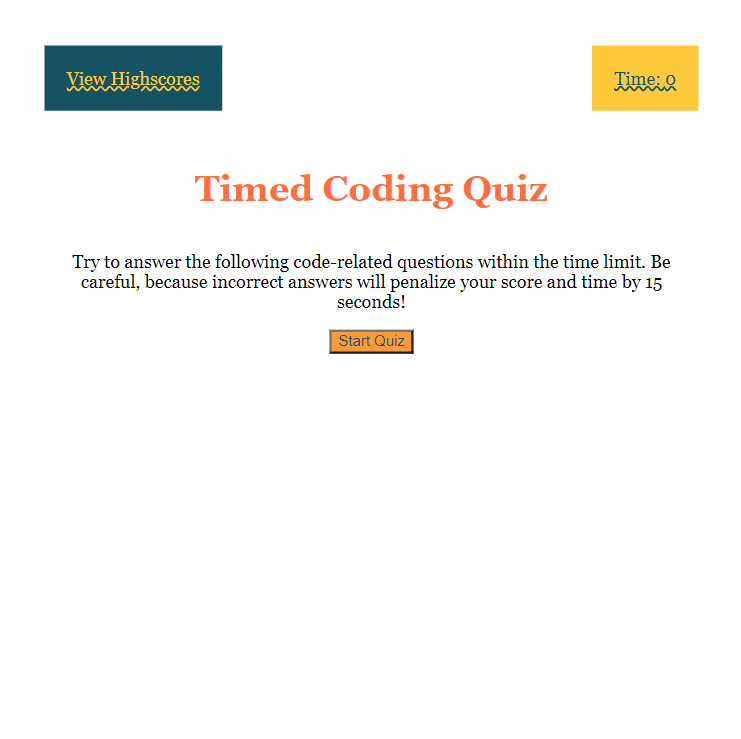 View Highscores
Time: 0
Timed Coding Quiz
Try to answer the following code-related questions within the time limit. Be
careful, because incorrect answers will penalize your score and time by 15
seconds!
Start Quiz